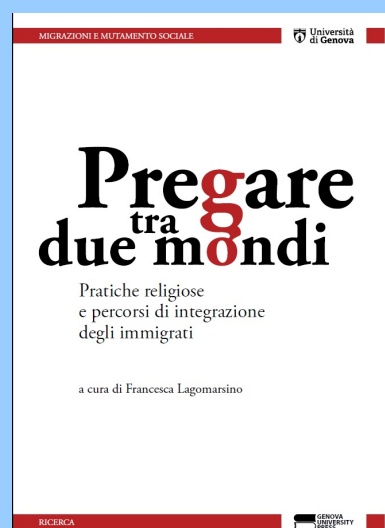 MIGRAZIONI E MUTAMENTO SOCIALE
Università
di Genova
Pregare
tra
due mondi
Pratiche religiose
e percorsi di integrazione
degli immigrati
a cura di Francesca Lagomarsino
RICERCA
GENOVA
UNIVERSITY
PRESS